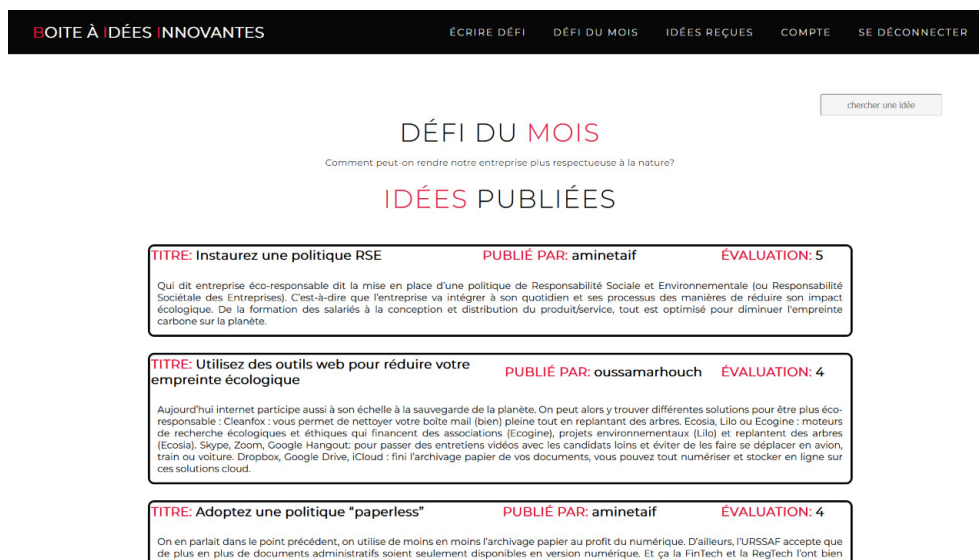 BOITE À IDÉES INNOVANTES
ÉCRIRE DÉFI DÉFI DU MOIS IDÉES REÇUES COMPTE SE DÉCONNECTER
chercher une idée
DÉFI DU MOIS
Comment peut-on rendre notre entreprise plus respectueuse à la nature?
IDÉES PUBLIÉES
TITRE: Instaurez une politique RSE PUBLIÉ PAR: aminetaif ÉVALUATION: 5
Qui dit entreprise éco-responsable dit la mise en place d'une politique de Responsabilité Sociale et Environnementale (ou Responsabilité
Sociétale des Entreprises). C'est-à-dire que l'entreprise va intégrer à son quotidien et ses processus des manières de réduire son impact
écologique. De la formation des salariés à la conception et distribution du produit/service, tout est optimisé pour diminuer l'empreinte
carbone sur la planète.
TITRE: Utilisez des outils web pour réduire votre
empreinte écologique PUBLIÉ PAR: oussamarhouch ÉVALUATION: 4
Aujourd'hui internet participe aussi à son échelle à la sauvegarde de la planète. On peut alors y trouver différentes solutions pour être plus éco-
responsable : Cleanfox : vous permet de nettoyer votre boîte mail (bien) pleine tout en replantant des arbres. Ecosia, Lilo ou Ecogine : moteurs
de recherche écologiques et éthiques qui financent des associations (Ecogine), projets environnementaux (Lilo) et replantent des arbres
(Ecosia). Skype, Zoom, Google Hangout: pour passer des entretiens vidéos avec les candidats loins et éviter de les faire se déplacer en avion,
train ou voiture. Dropbox, Google Drive, iCloud : fini l'archivage papier de vos documents, vous pouvez tout numériser et stocker en ligne sur
ces solutions cloud.
TITRE: Adoptez une politique "paperless" PUBLIÉ PAR: aminetaif ÉVALUATION: 4
On en parlait dans le point précédent, on utilise de moins en moins l'archivage papier au profit du numérique. D'ailleurs, l'URSSAF accepte que
de plus en plus de documents administratifs soient seulement disponibles en version numérique. Et ça la FinTech et la RegTech l'ont bien